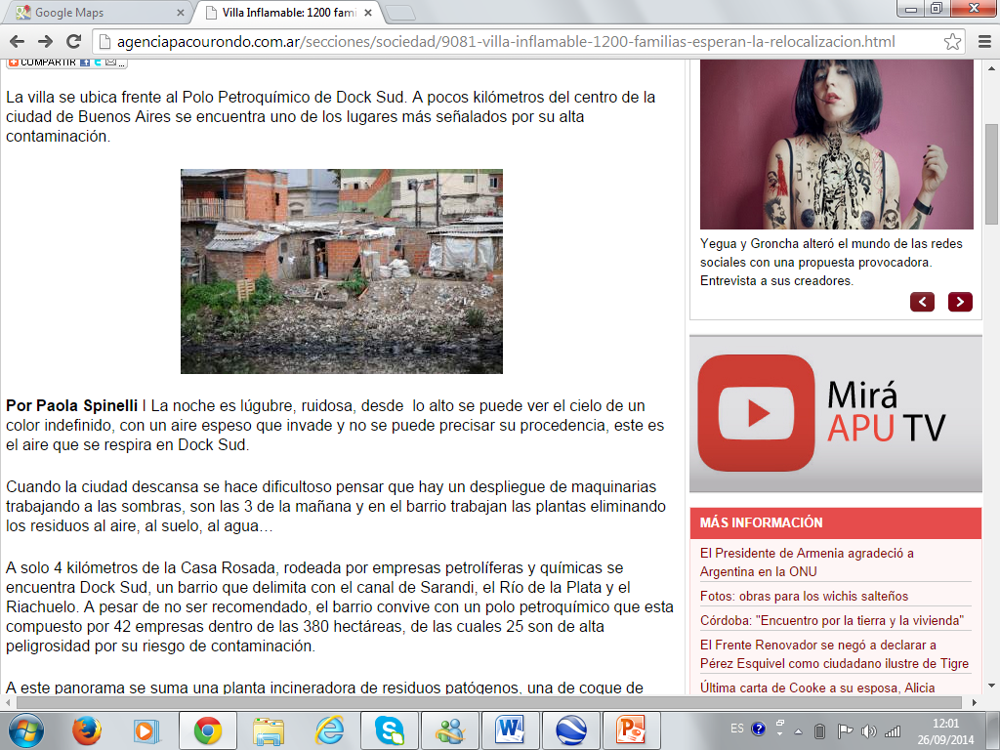 Google Maps
Villa Inflamable: 1200 fami
agenciapacourondo.com.ar/secciones/sociedad/9081-villa-inflamable-1200-familias-esperan-la-relocalizacion.html
COMPARTIR
La villa se ubica frente al Polo Petroquímico de Dock Sud. A pocos kilómetros del centro de la
ciudad de Buenos Aires se encuentra uno de los lugares más señalados por su alta
contaminación.
Por Paola Spinelli | La noche es lúgubre, ruidosa, desde lo alto se puede ver el cielo de un
color indefinido, con un aire espeso que invade y no se puede precisar su procedencia, este es
el aire que se respira en Dock Sud.
Cuando la ciudad descansa se hace dificultoso pensar que hay un despliegue de maquinarias
trabajando a las sombras, son las 3 de la mañana y en el barrio trabajan las plantas eliminando
los residuos al aire, al suelo, al agua…
A solo 4 kilómetros de la Casa Rosada, rodeada por empresas petrolíferas y químicas se
encuentra Dock Sud, un barrio que delimita con el canal de Sarandi, el Río de la Plata y el
Riachuelo. A pesar de no ser recomendado, el barrio convive con un polo petroquímico que esta
compuesto por 42 empresas dentro de las 380 hectáreas, de las cuales 25 son de alta
peligrosidad por su riesgo de contaminación.
A este panorama se suma una planta incineradora de residuos patógenos, una de coque de
Yegua y Groncha alteró el mundo de las redes
sociales con una propuesta provocadora.
Entrevista a sus creadores.
Mirá
APU TV
MÁS INFORMACIÓN
El Presidente de Armenia agradeció a
Argentina en la ONU
Fotos: obras para los wichis salteños
Córdoba: "Encuentro por la tierra y la vivienda"
El Frente Renovador se negó a declarar a
Pérez Esquivel como ciudadano ilustre de Tigre
Última carta de Cooke a su esposa, Alicia
ES
12:01
26/09/2014